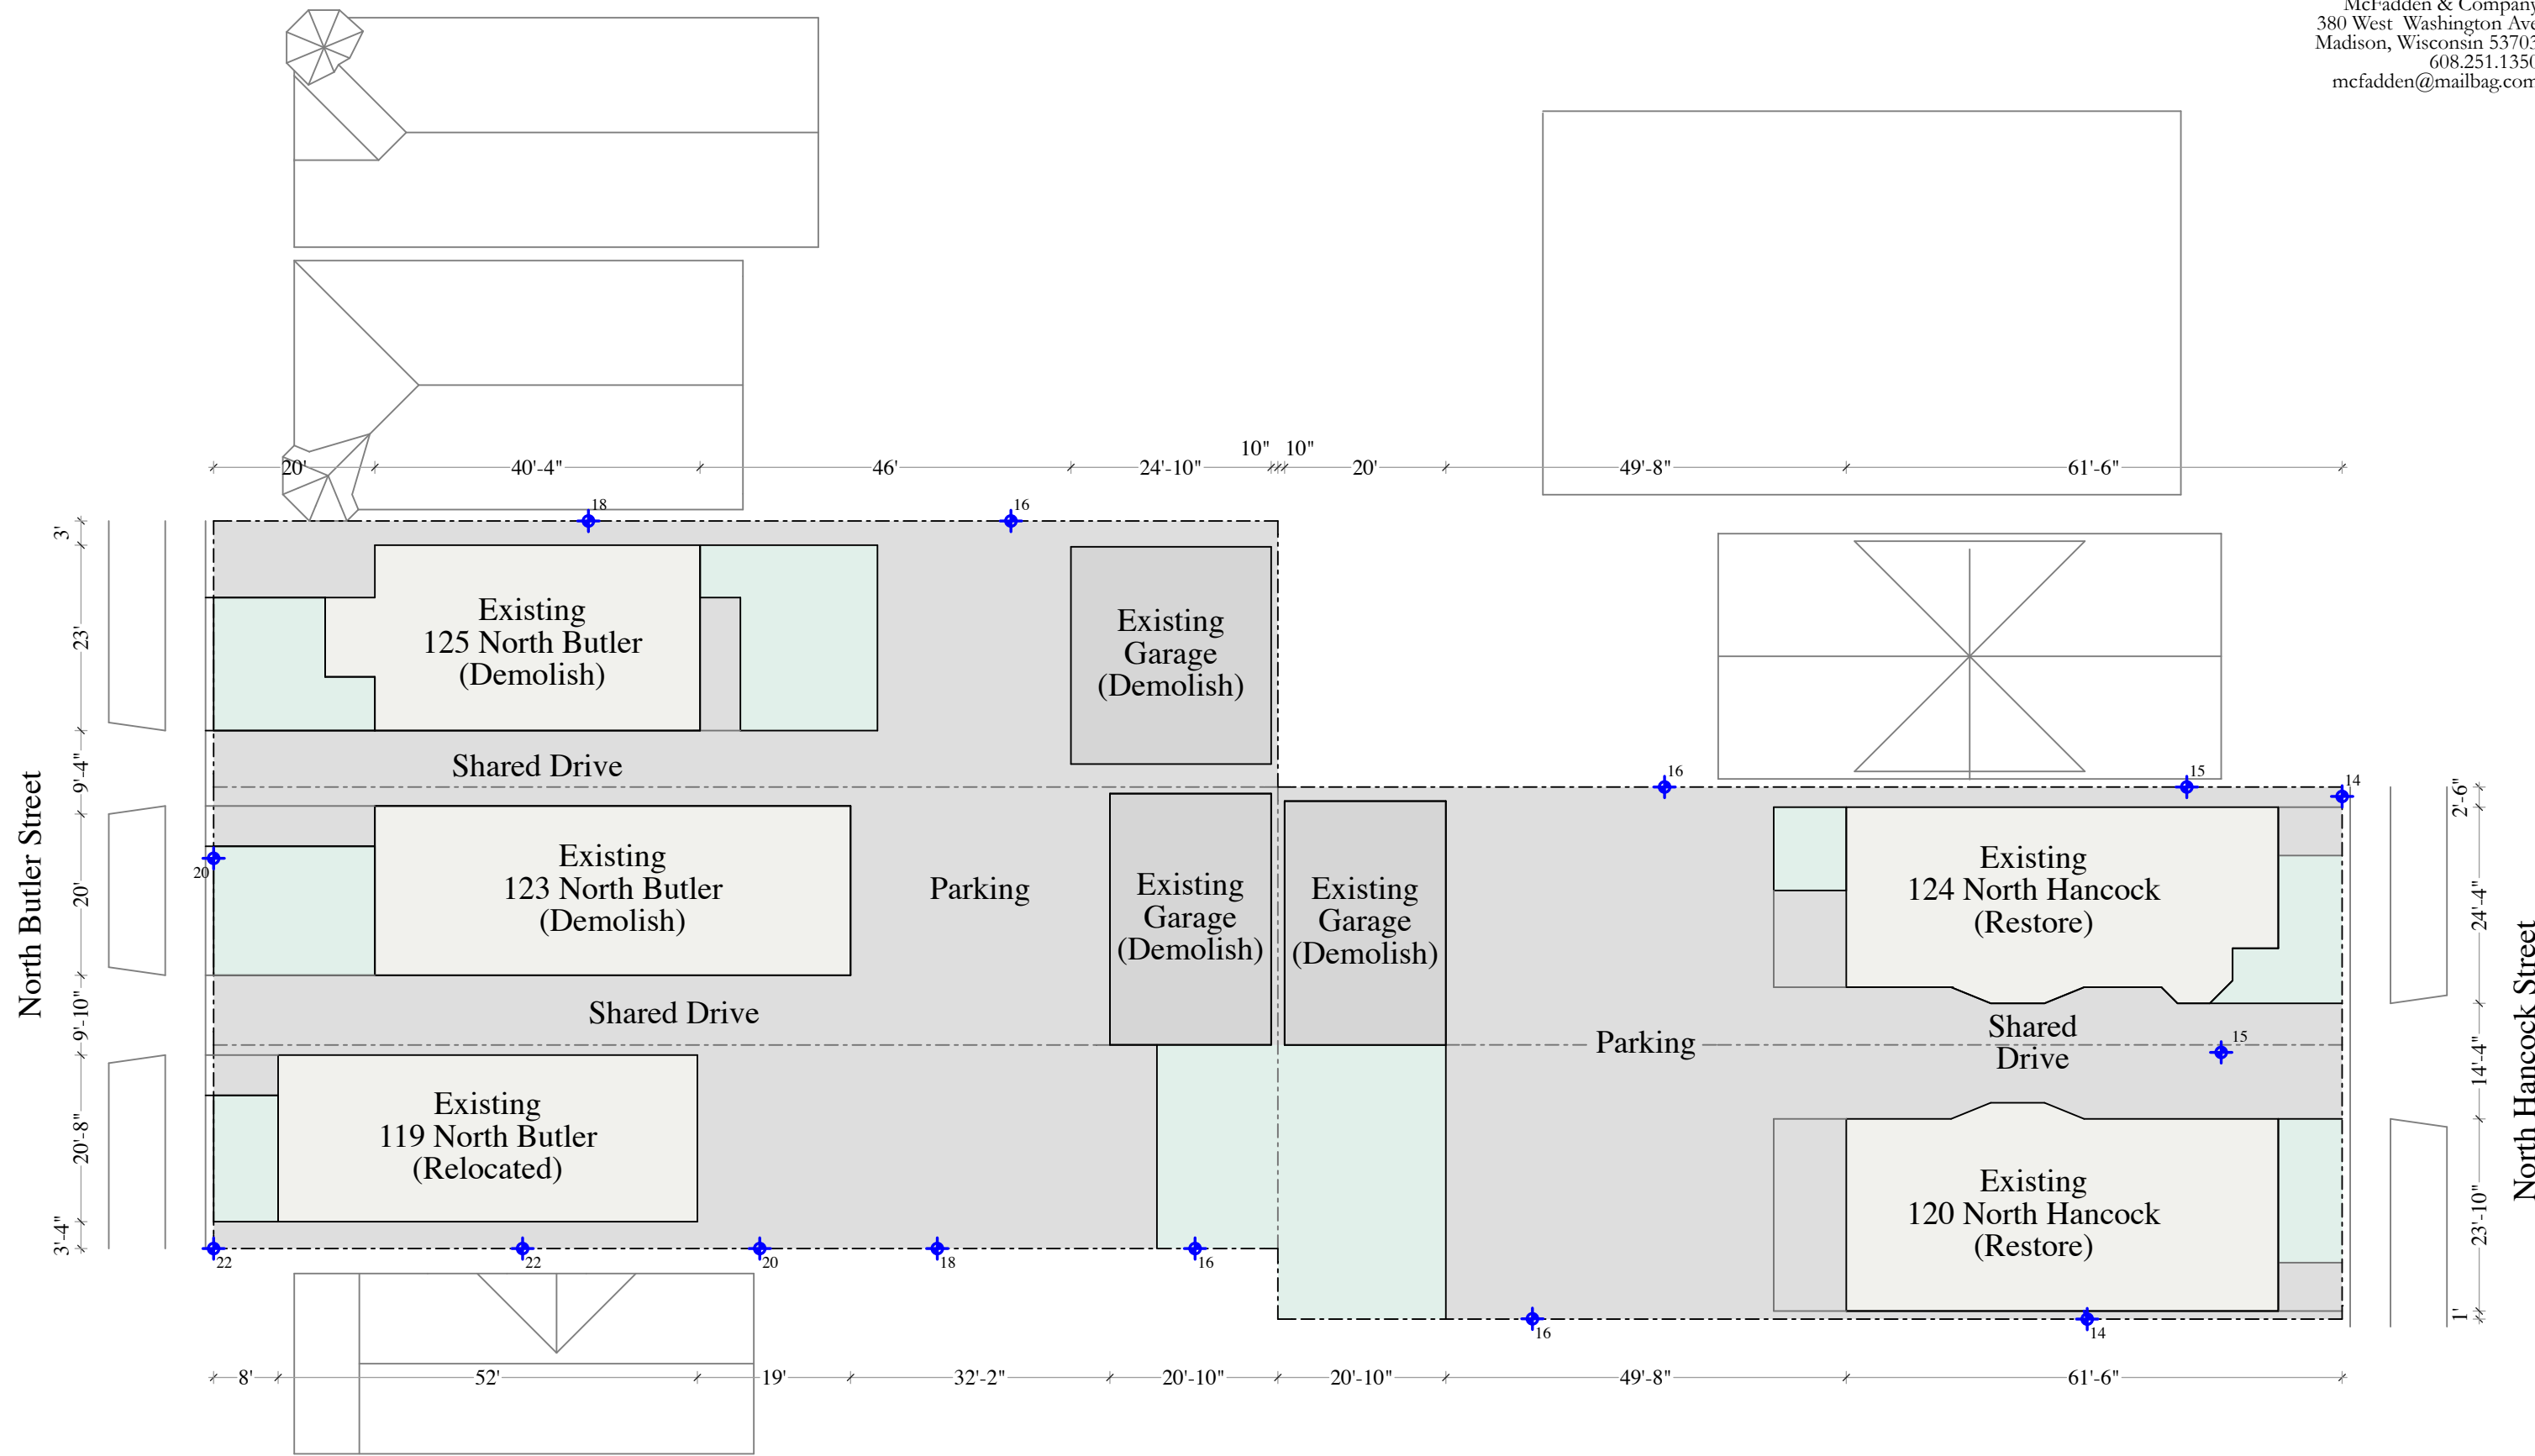 McFadden & Company
380 West Washington Ave
Madison, Wisconsin 53703
608.251.1350
mcfadden@mailbag.com
10" 10"
20' 40'-4" 46' 24'-10" 20' 49'-8" 61'-6"
18 16
3'
23'
9'-4"
20'
9'-10"
20'-8"
3'-4"
North Butler Street
Existing
125 North Butler
(Demolish)
Existing
Garage
(Demolish)
Shared Drive
16 15 14
20
Existing
123 North Butler
(Demolish)
Parking
Existing
Garage
(Demolish)
Existing
Garage
(Demolish)
Existing
124 North Hancock
(Restore)
Shared Drive
Parking
Shared
Drive
15
Existing
119 North Butler
(Relocated)
Existing
120 North Hancock
(Restore)
22 22 20 18 16
16 14
2'-6"
24'-4"
14'-4"
23'-10"
1'
North Hancock Street
8' 52' 19' 32'-2" 20'-10" 20'-10" 49'-8" 61'-6"